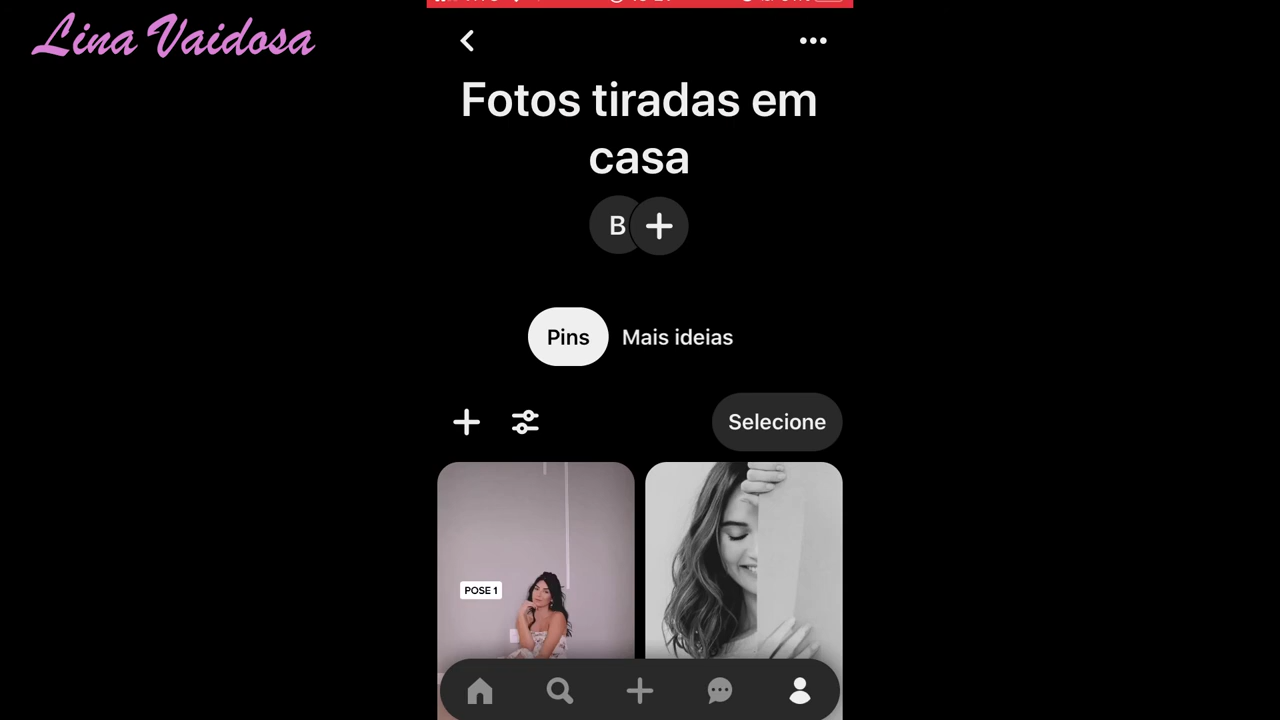 Lina Vaidosa
Fotos tiradas em
casa
B
Pins
Mais ideias
Selecione
POSE 1